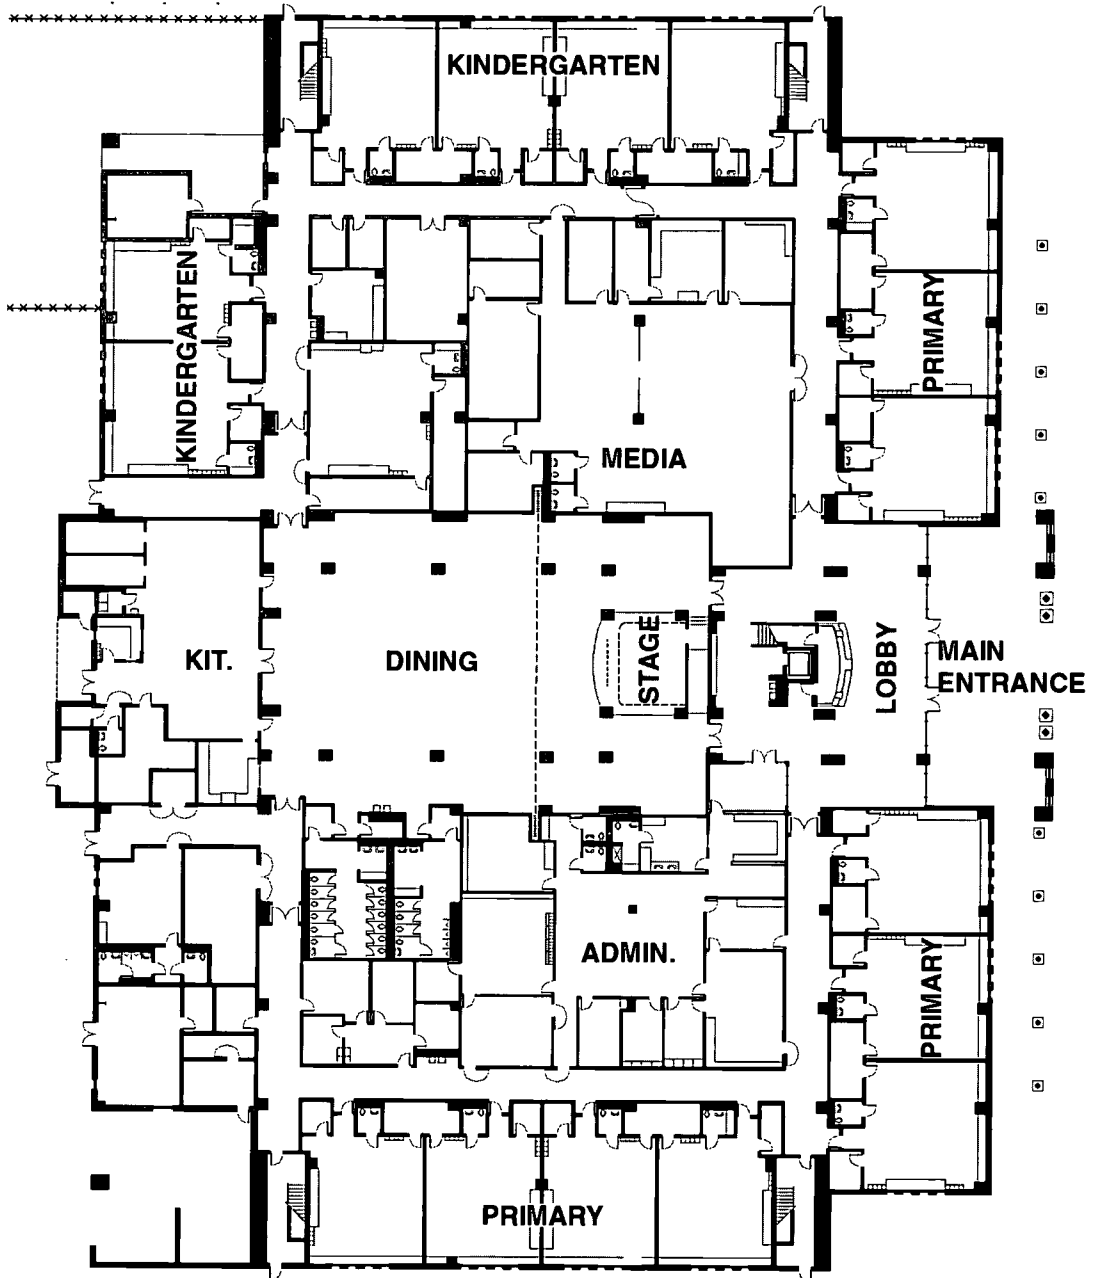 KINDERGARTEN
KINDERGARTEN
PRIMARY
MEDIA
KIT.
DINING
STAGE
LOBBY
MAIN
ENTRANCE
ADMIN.
PRIMARY
PRIMARY